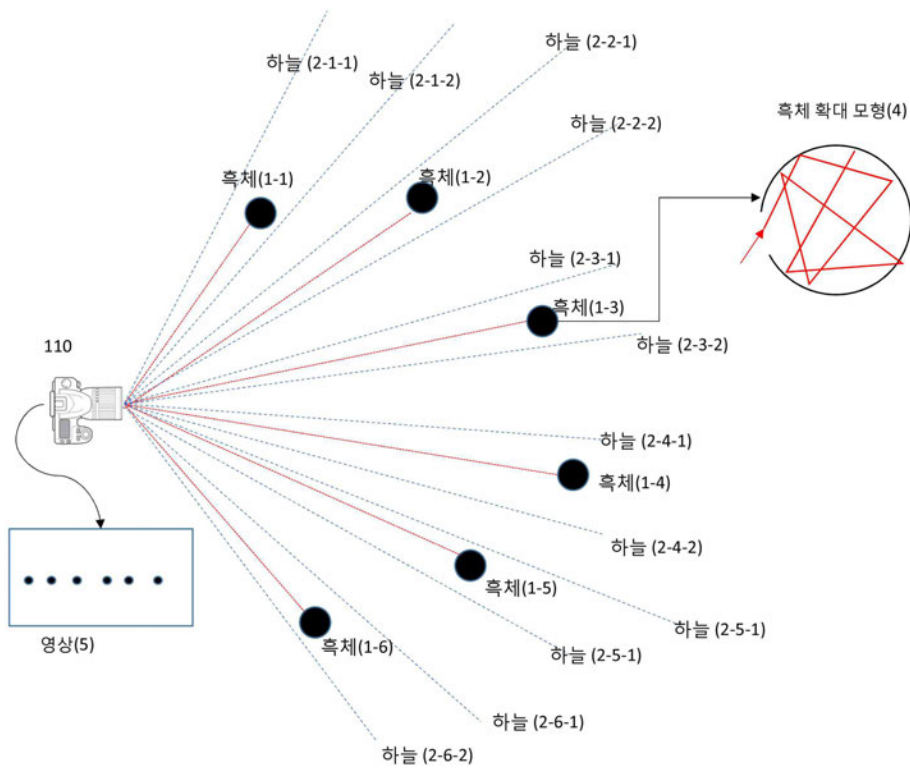 하늘 (2-1-1)
하늘 (2-1-2)
하늘 (2-2-1)
하늘 (2-2-2)
흑체 확대 모형(4)
흑체(1-1)
흑체(1-2)
하늘 (2-3-1)
흑체(1-3)
하늘 (2-3-2)
110
하늘 (2-4-1)
흑체(1-4)
하늘 (2-4-2)
흑체(1-5)
하늘 (2-5-1)
영상(5)
흑체(1-6)
하늘 (2-5-1)
하늘 (2-6-1)
하늘 (2-6-2)